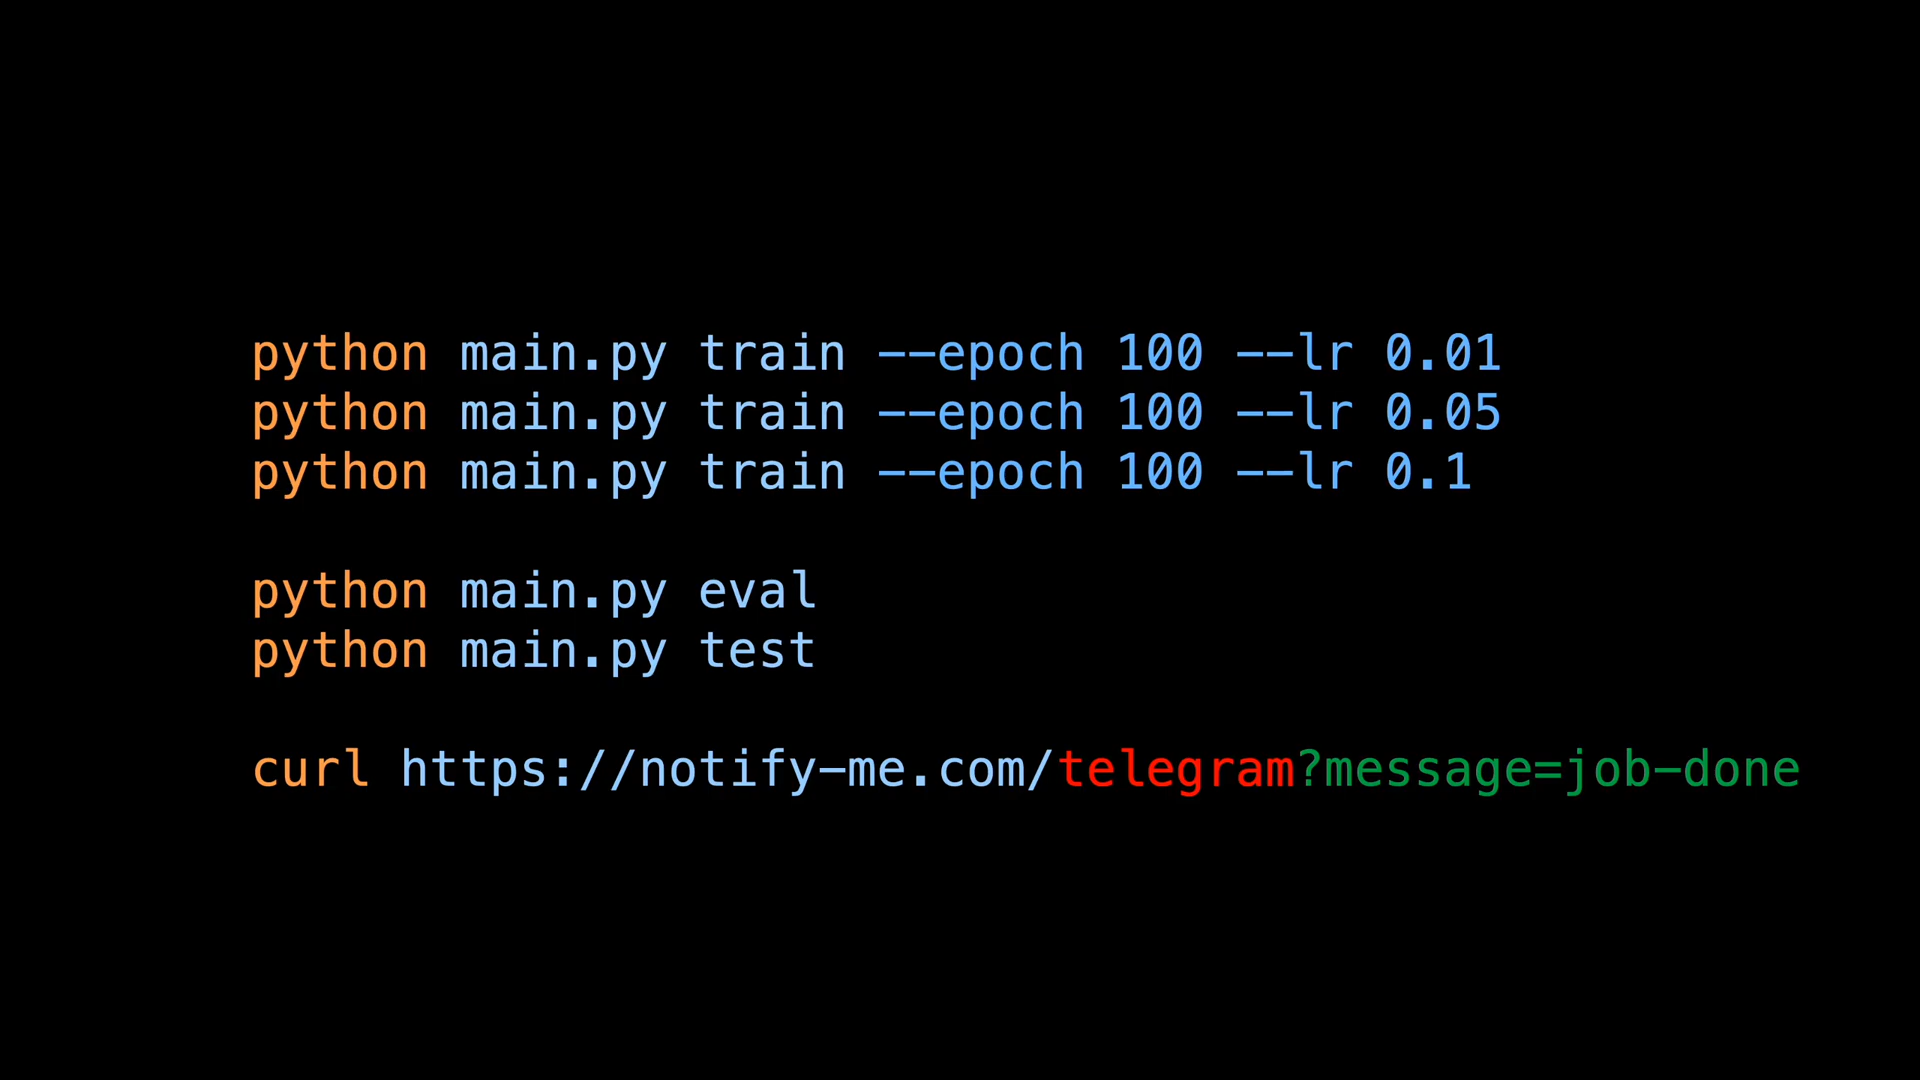 python main.py train --epoch 100 --lr 0.01
python main.py train --epoch 100 --lr 0.05
python main.py train --epoch 100 --lr 0.1
python main.py eval
python main.py test
curl https://notify-me.com/telegram?message=job-done